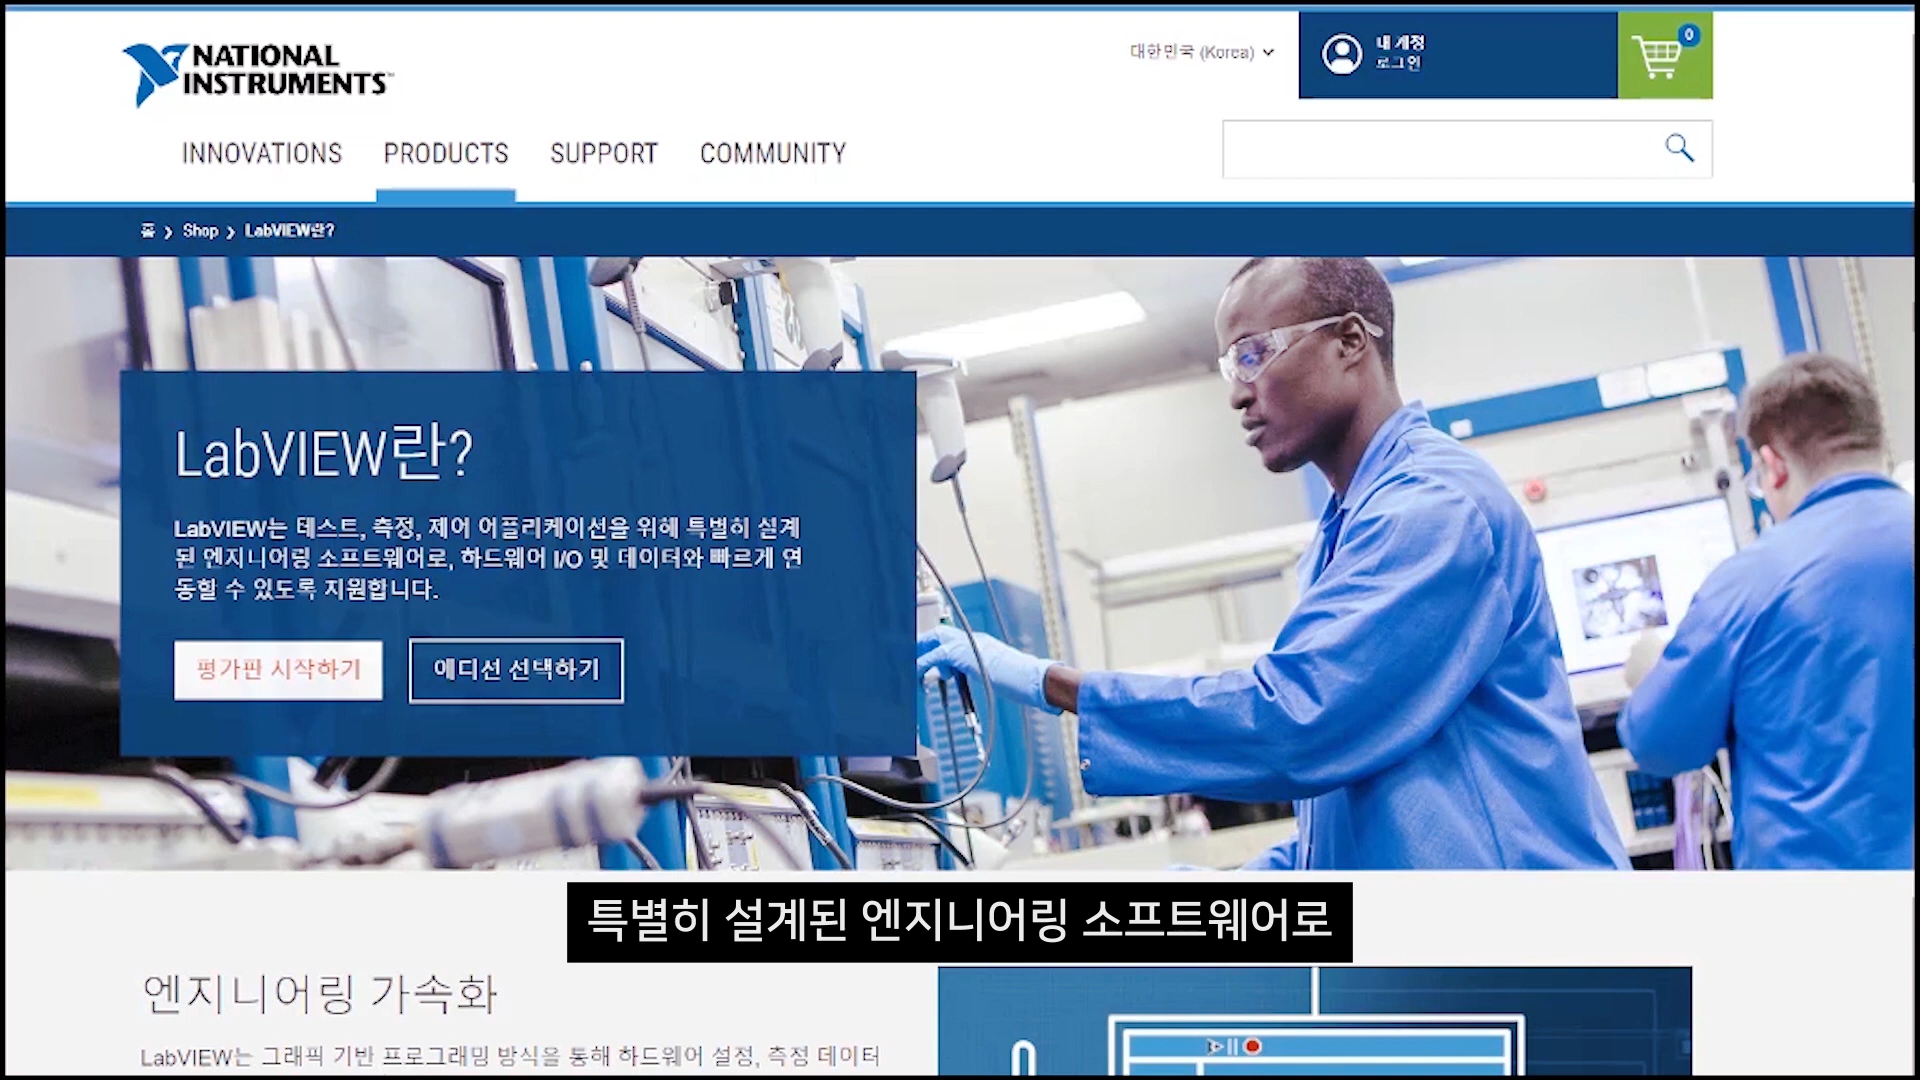 NATIONAL
INSTRUMENTS™
대한민국 (Korea)
내 계정
로그인
0
INNOVATIONS PRODUCTS SUPPORT COMMUNITY
홈 > Shop > LabVIEW란?
LabVIEW란?
LabVIEW는 테스트, 측정, 제어 어플리케이션을 위해 특별히 설계
된 엔지니어링 소프트웨어로, 하드웨어 I/O 및 데이터와 빠르게 연
동할 수 있도록 지원합니다.
평가판 시작하기
에디션 선택하기
특별히 설계된 엔지니어링 소프트웨어로
엔지니어링 가속화
LabVIEW는 그래픽 기반 프로그래밍 방식을 통해 하드웨어 설정, 측정 데이터